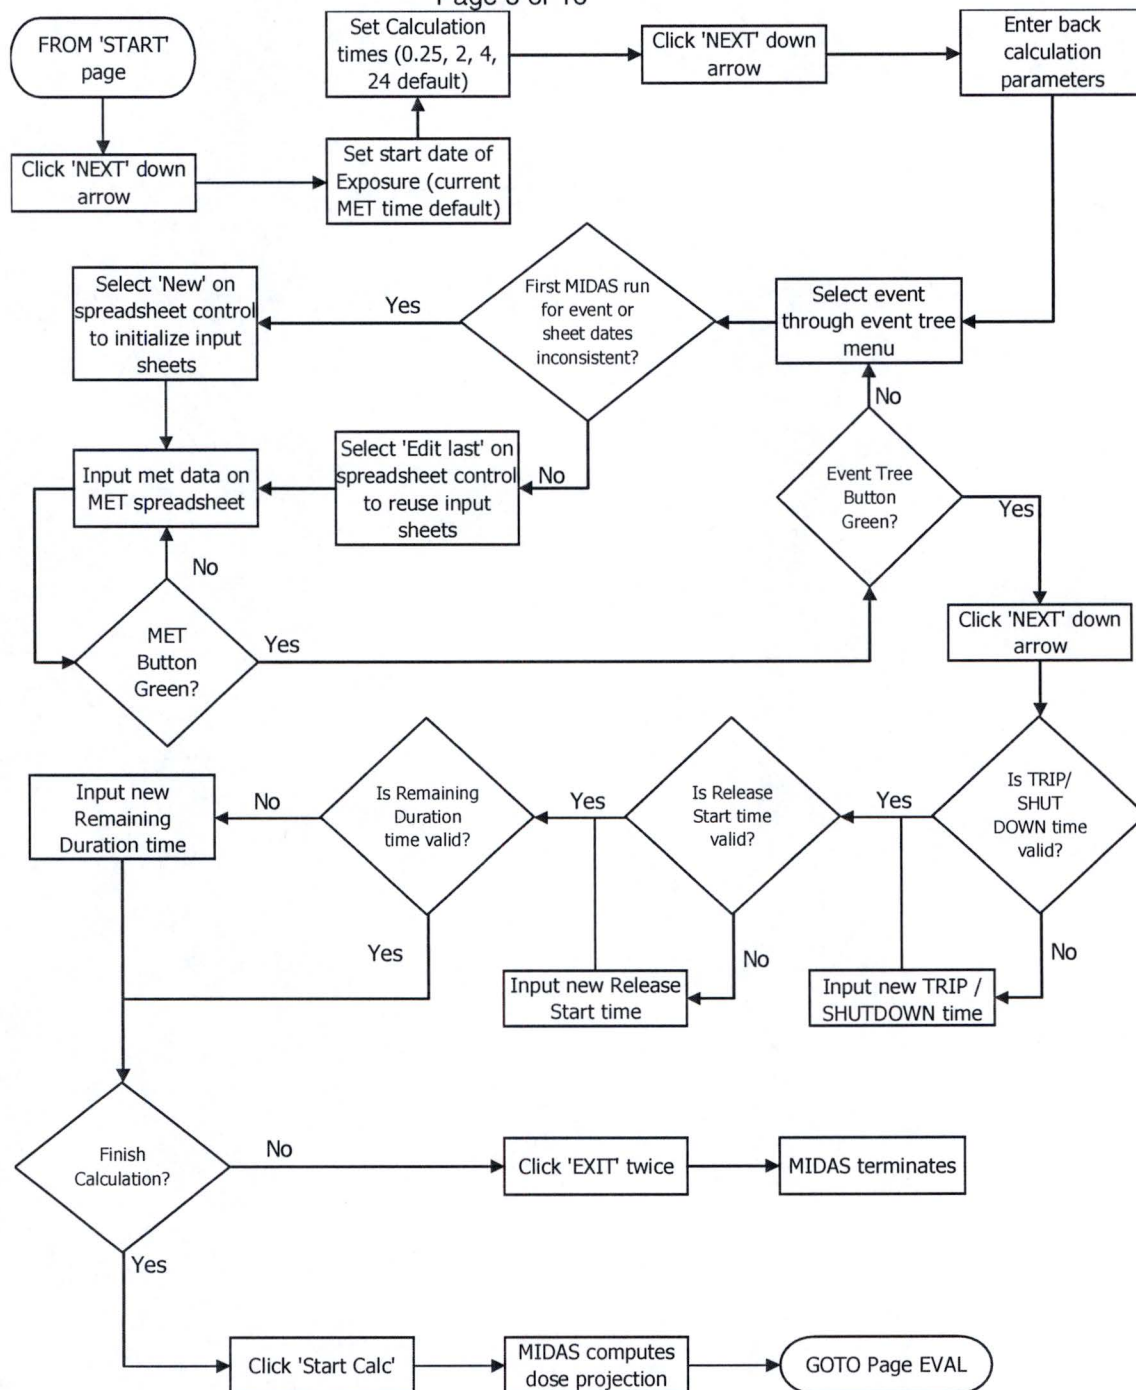 FROM 'START'
page
Click 'NEXT' down
arrow
Set start date of
Exposure (current
MET time default)
Set Calculation
times (0.25, 2, 4,
24 default)
Click 'NEXT' down
arrow
Enter back
calculation
parameters
Select event
through event tree
menu
First MIDAS run
for event or
sheet dates
inconsistent?
Yes
Select 'New' on
spreadsheet control
to initialize input
sheets
No
Select 'Edit last' on
spreadsheet control
to reuse input
sheets
Input met data on
MET spreadsheet
No
MET
Button
Green?
Yes
No
Event Tree
Button
Green?
Yes
Click 'NEXT' down
arrow
Is TRIP/
SHUT
DOWN time
valid?
Yes
No
Input new TRIP /
SHUTDOWN time
Is Release
Start time
valid?
Yes
No
Input new Release
Start time
Is Remaining
Duration
time valid?
No
Yes
Input new
Remaining
Duration time
Finish
Calculation?
No
Click 'EXIT' twice
MIDAS terminates
Yes
Click 'Start Calc'
MIDAS computes
dose projection
GOTO Page EVAL